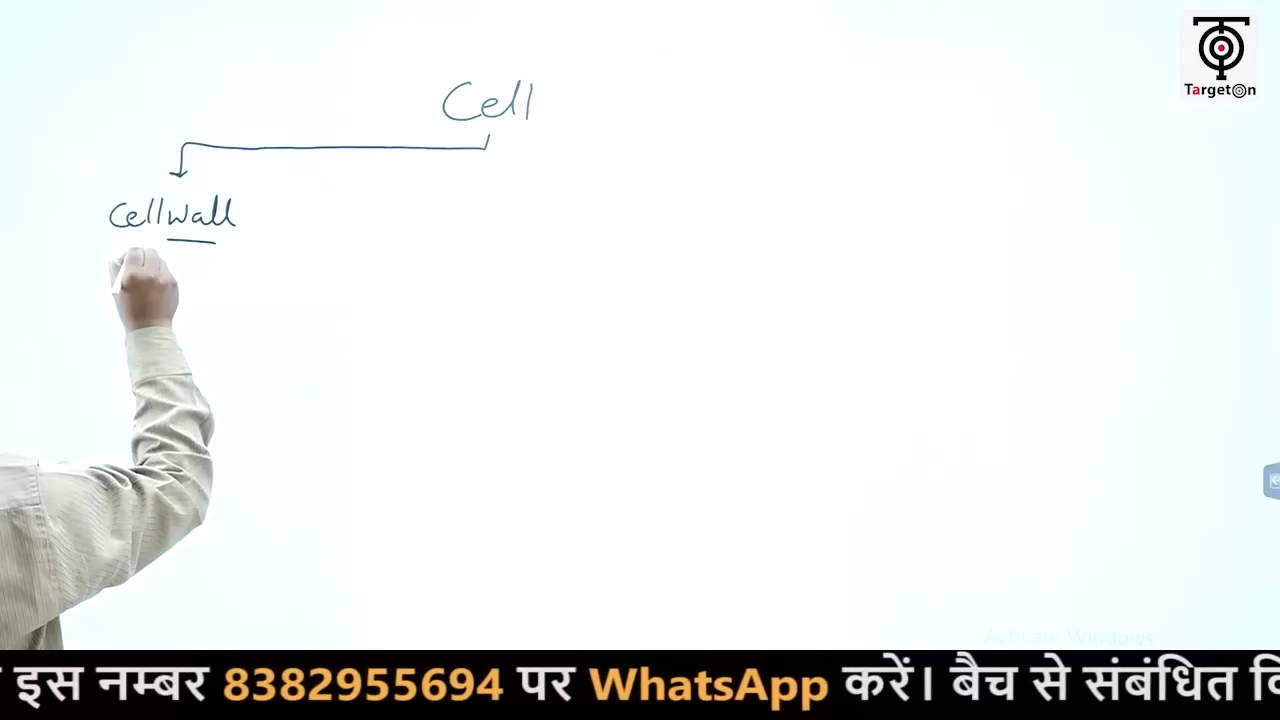 Cell
Cellwall
TargetOn
Activate Windows
इस नम्बर 8382955694 पर WhatsApp करें। बैच से संबंधित